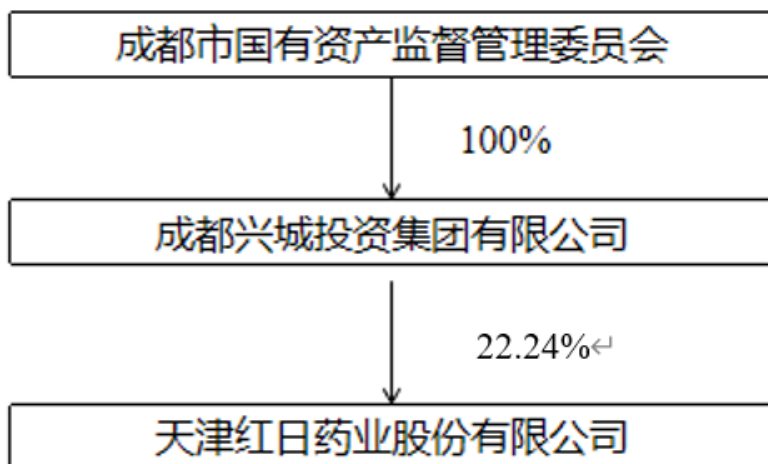 成都市国有资产监督管理委员会
100%
成都兴城投资集团有限公司
22.24%↵
天津红日药业股份有限公司